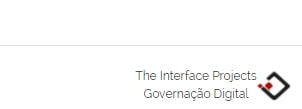 The Interface Projects
Governação Digital